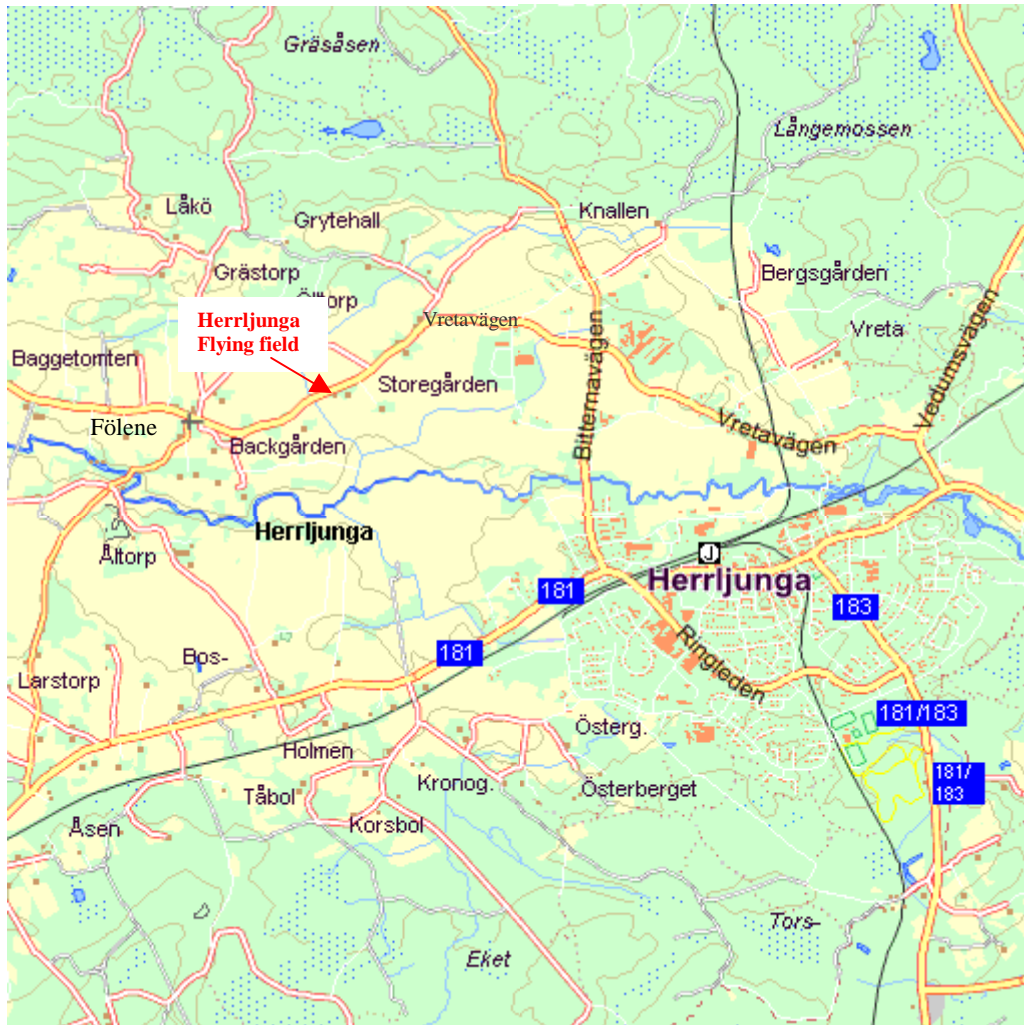 Gräsåsen
Långemossen
Låkö
Grytehall
Knallen
Grästorp
Bergsgården
Herrljunga
Flying field
Vretavägen
Vreta
Baggetomten
Storegården
Bitternavägen
Vedumsvägen
Fölene
Backgården
Vretavägen
Herrljunga
Åltorp
J
Herrljunga
181
183
181
Ringleden
Bos-
Larstorp
181/183
Österg.
Holmen
Kronog.
Österberget
181/
183
Tåbol
Åsen
Korsbol
Tors-
Eket